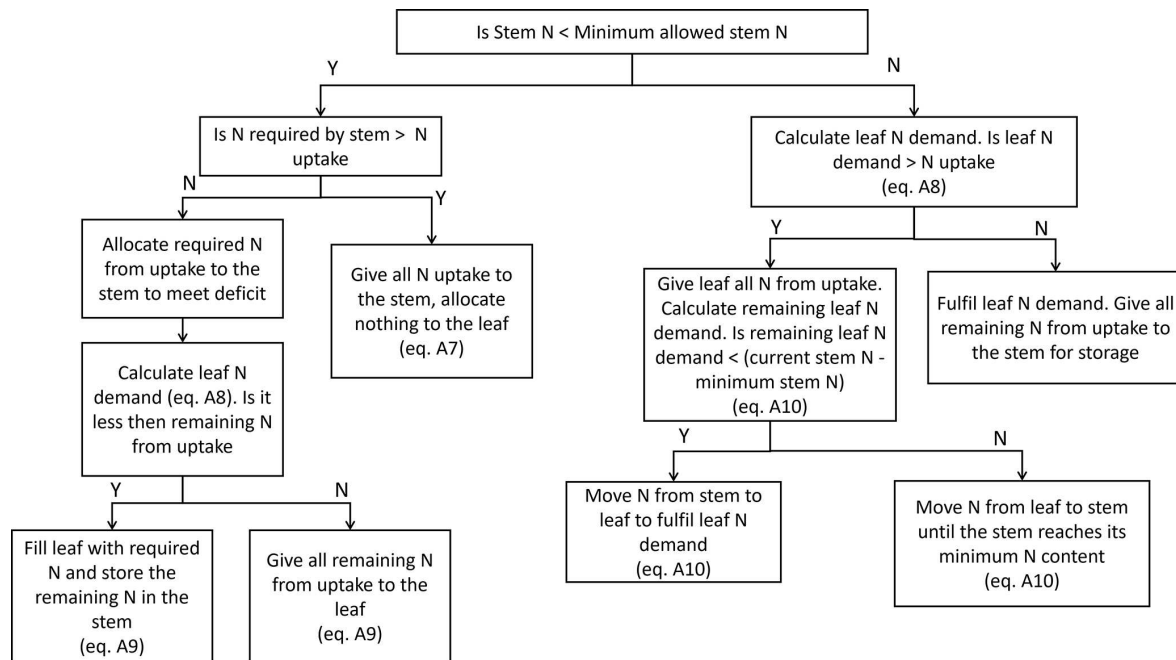 Is Stem N < Minimum allowed stem N
Y
N
Is N required by stem > N
uptake
Calculate leaf N demand. Is leaf N
demand > N uptake
(eq. A8)
N
Y
Allocate required N
from uptake to the
stem to meet deficit
Give all N uptake to
the stem, allocate
nothing to the leaf
(eq. A7)
Y
N
Give leaf all N from uptake.
Calculate remaining leaf N
demand. Is remaining leaf N
demand < (current stem N -
minimum stem N)
(eq. A10)
Fulfil leaf N demand. Give all
remaining N from uptake to
the stem for storage
Calculate leaf N
demand (eq. A8). Is it
less then remaining N
from uptake
Y
N
Y
N
Fill leaf with required
N and store the
remaining N in the
stem
(eq. A9)
Give all remaining N
from uptake to the
leaf
(eq. A9)
Move N from stem to
leaf to fulfil leaf N
demand
(eq. A10)
Move N from leaf to stem
until the stem reaches its
minimum N content
(eq. A10)